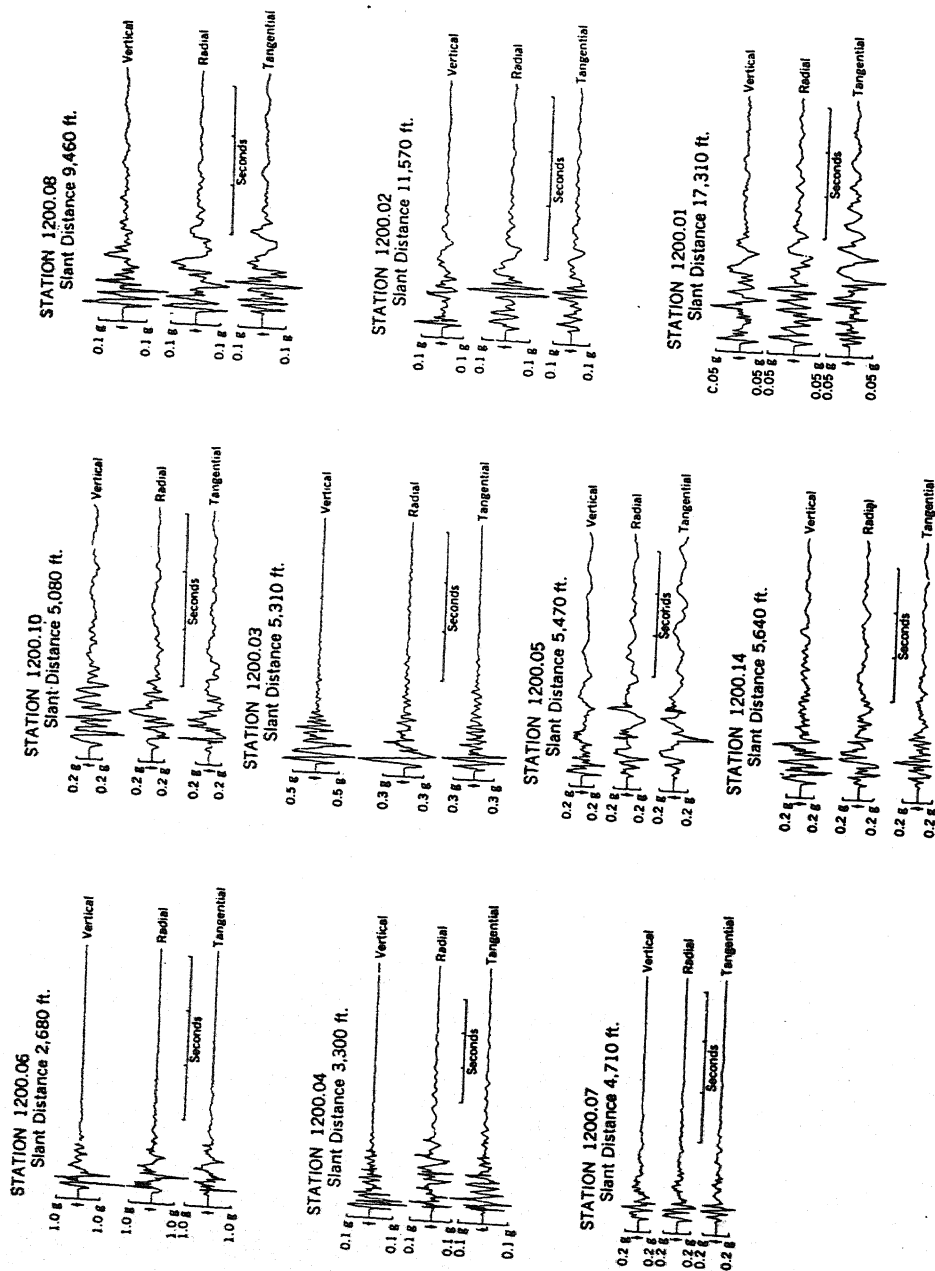 STATION 1200.06
Slant Distance 2,680 ft.
1.0 g
1.0 g
Vertical
1.0 g
1.0 g
Radial
1.0 g
1.0 g
Tangential
Seconds
STATION 1200.04
Slant Distance 3,300 ft.
0.1 g
0.1 g
Vertical
0.1 g
0.1 g
Radial
0.1 g
0.1 g
Tangential
Seconds
STATION 1200.07
Slant Distance 4,710 ft.
0.2 g
0.2 g
Vertical
0.2 g
0.2 g
Radial
0.2 g
0.2 g
Tangential
Seconds
STATION 1200.10
Slant Distance 5,080 ft.
0.2 g
0.2 g
Vertical
0.2 g
0.2 g
Radial
0.2 g
0.2 g
Tangential
Seconds
STATION 1200.03
Slant Distance 5,310 ft.
0.5 g
0.5 g
Vertical
0.3 g
0.3 g
Radial
0.3 g
0.3 g
Tangential
Seconds
STATION 1200.05
Slant Distance 5,470 ft.
0.2 g
0.2 g
Vertical
0.2 g
0.2 g
Radial
0.2 g
0.2 g
Tangential
Seconds
STATION 1200.14
Slant Distance 5,640 ft.
0.2 g
0.2 g
Vertical
0.2 g
0.2 g
Radial
0.2 g
0.2 g
Tangential
Seconds
STATION 1200.08
Slant Distance 9,460 ft.
0.1 g
0.1 g
Vertical
0.1 g
0.1 g
Radial
0.1 g
0.1 g
Tangential
Seconds
STATION 1200.02
Slant Distance 11,570 ft.
0.1 g
0.1 g
Vertical
0.1 g
0.1 g
Radial
0.1 g
0.1 g
Tangential
Seconds
STATION 1200.01
Slant Distance 17,310 ft.
0.05 g
0.05 g
Vertical
0.05 g
0.05 g
Radial
0.05 g
0.05 g
Tangential
Seconds